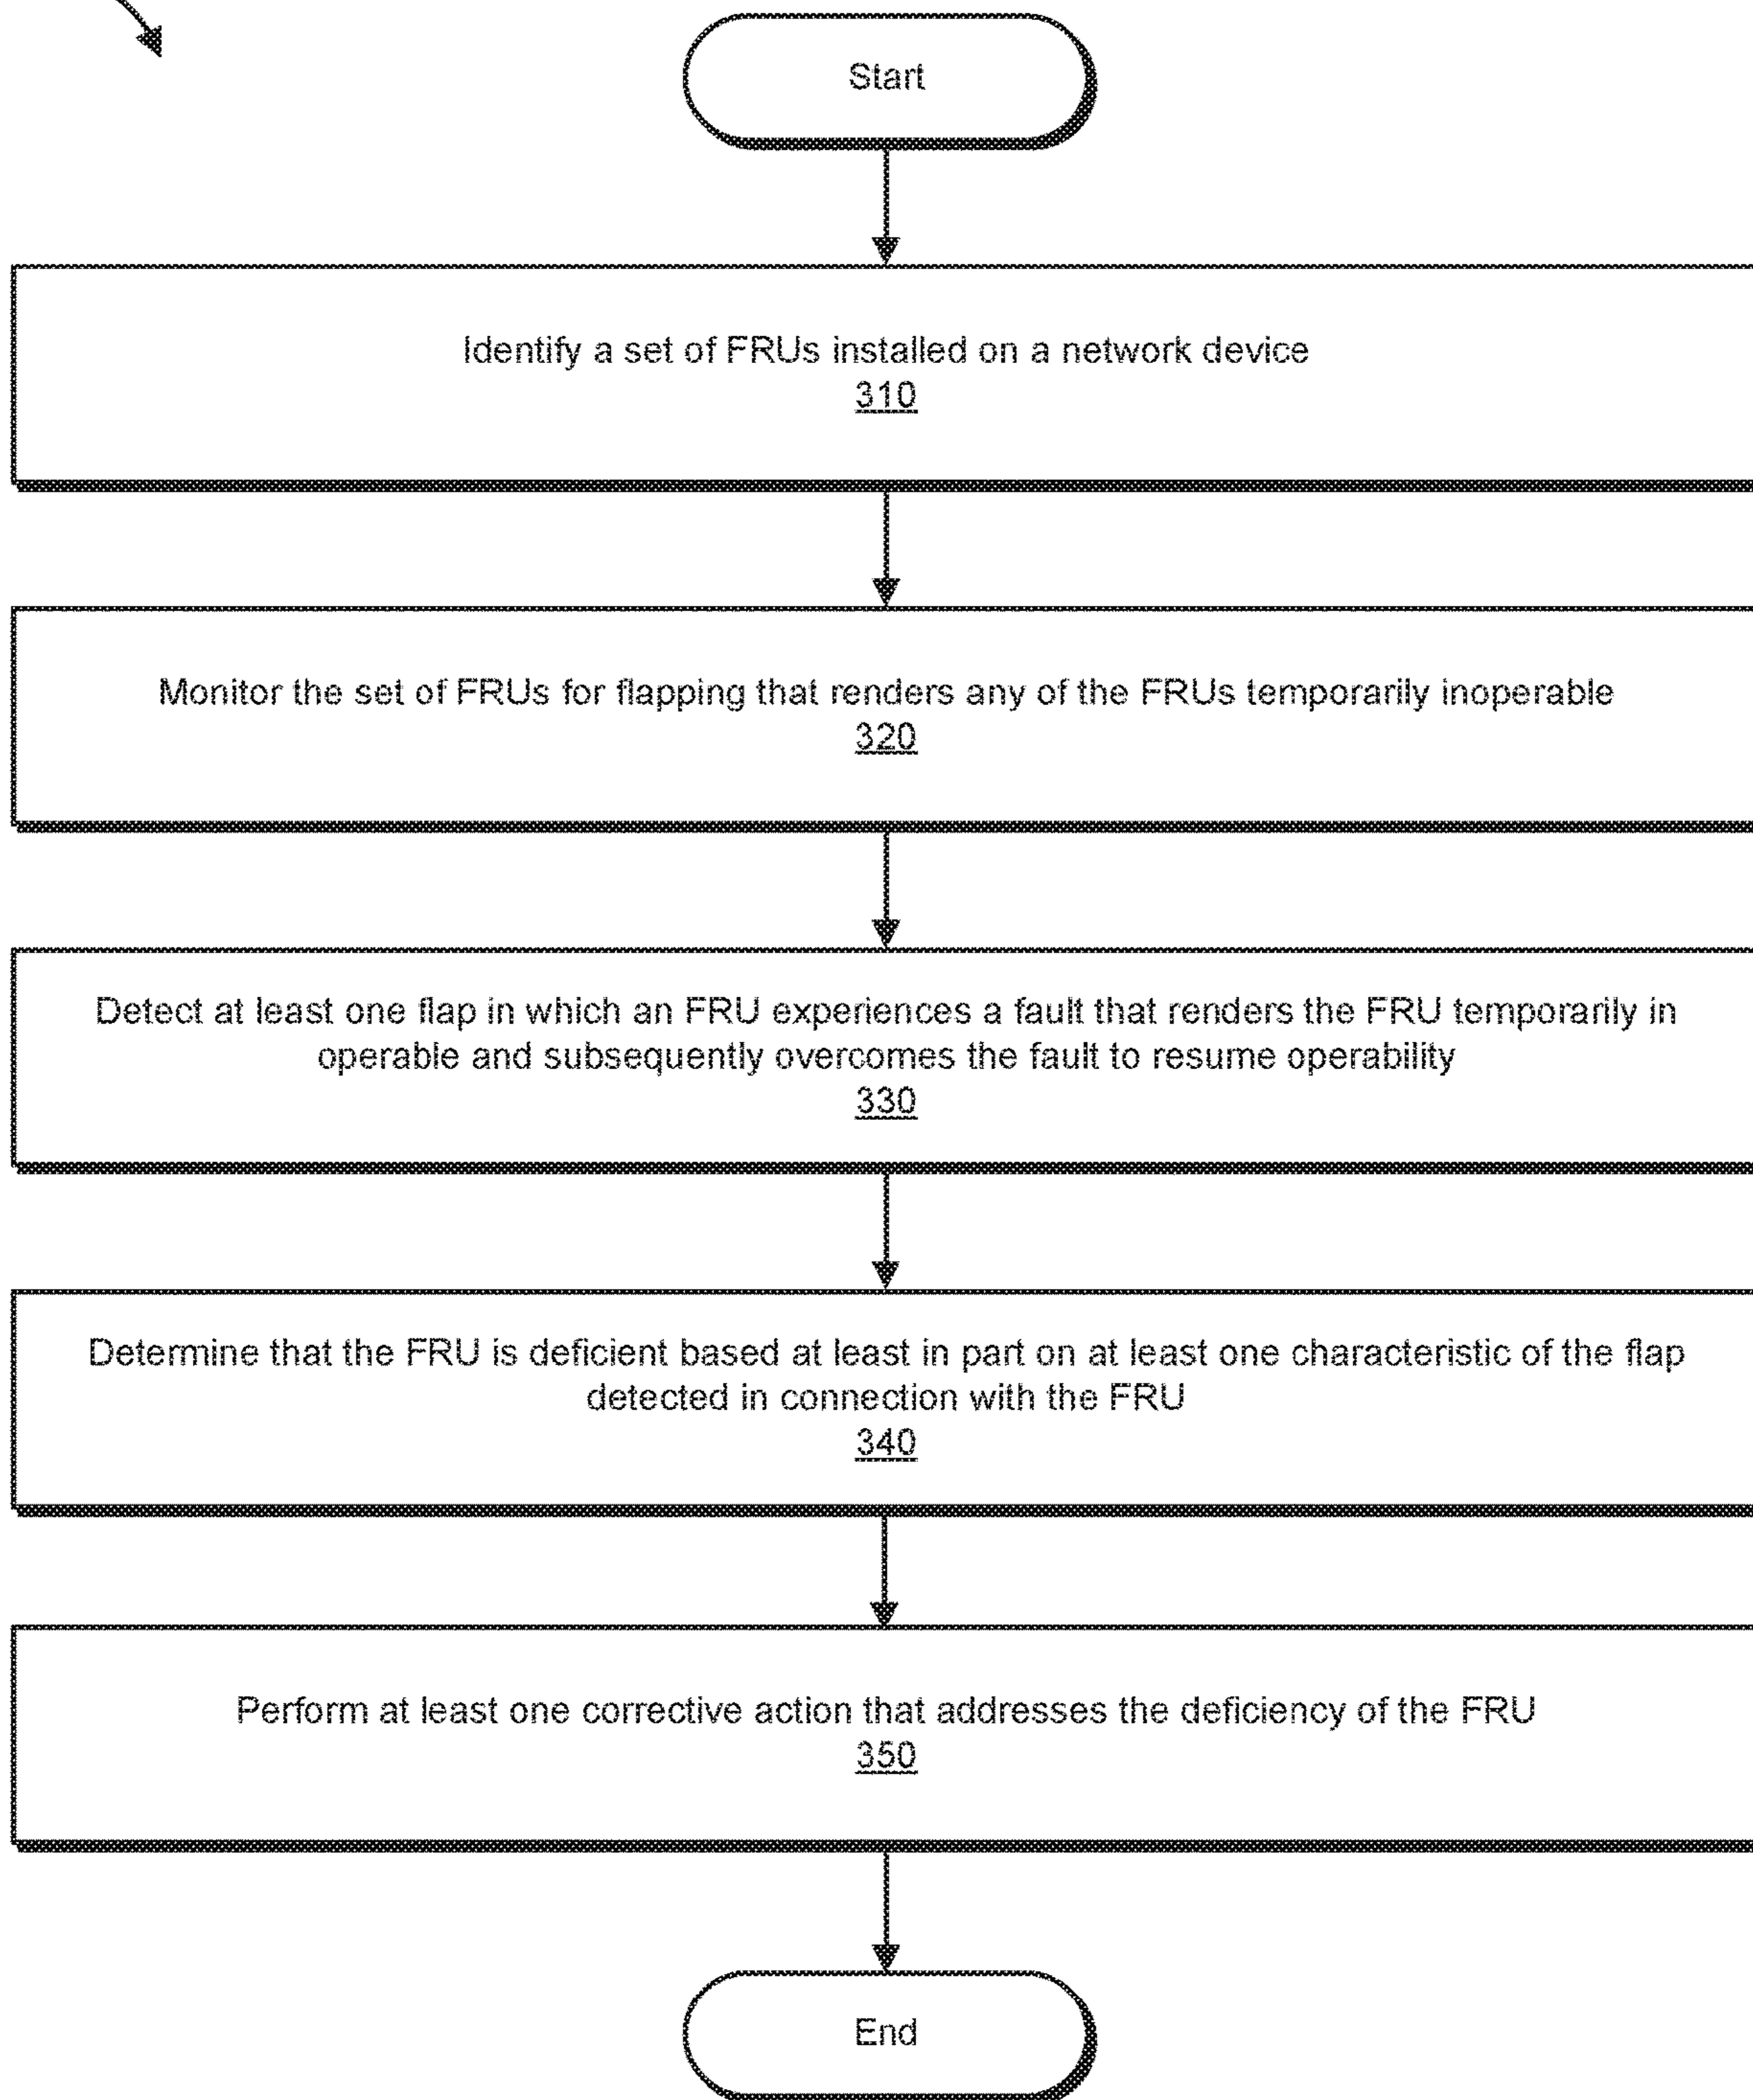 Start
Identify a set of FRUs installed on a network device
310
Monitor the set of FRUs for flapping that renders any of the FRUs temporarily inoperable
320
Detect at least one flap in which an FRU experiences a fault that renders the FRU temporarily in
operable and subsequently overcomes the fault to resume operability
330
Determine that the FRU is deficient based at least in part on at least one characteristic of the flap
detected in connection with the FRU
340
Perform at least one corrective action that addresses the deficiency of the FRU
350
End